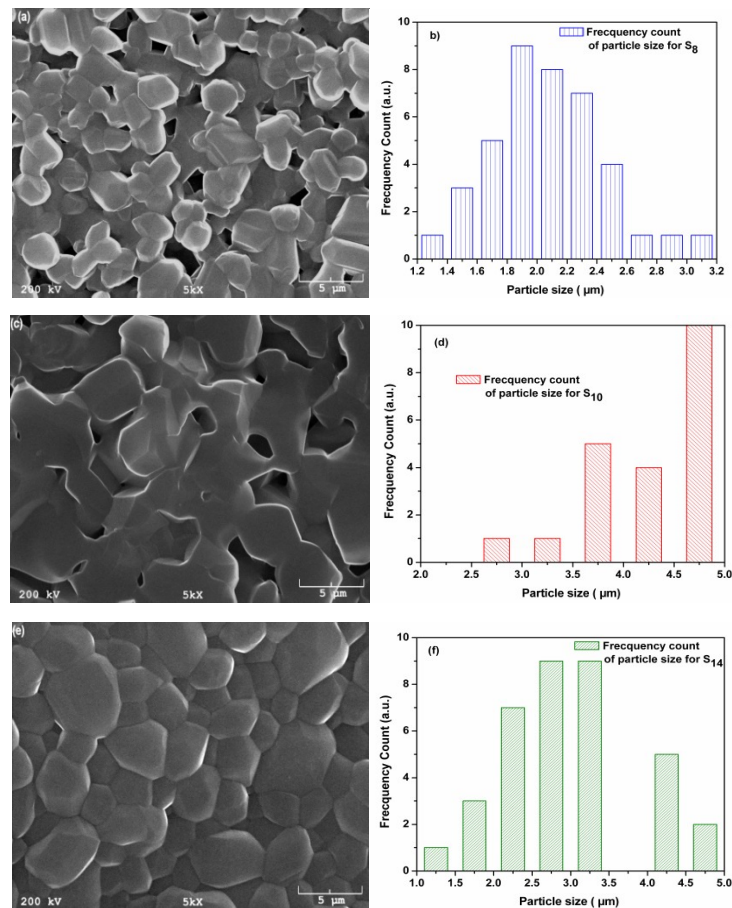 (a)
200 kV 5kX 5 µm
b)
Frecquency count
of particle size for S8
Frecquency Count (a.u.)
10
8
6
4
2
0
1.2 1.4 1.6 1.8 2.0 2.2 2.4 2.6 2.8 3.0 3.2
Particle size ( µm)
(c)
200 kV 5kX 5 µm
(d)
Frecquency count
of particle size for S10
Frecquency Count (a.u.)
10
8
6
4
2
0
2.0 2.5 3.0 3.5 4.0 4.5 5.0
Particle size ( µm)
(e)
200 kV 5kX 5 µm
(f)
Frecquency count
of particle size for S14
Frecquency Count (a.u.)
10
8
6
4
2
0
1.0 1.5 2.0 2.5 3.0 3.5 4.0 4.5 5.0
Particle size ( µm)